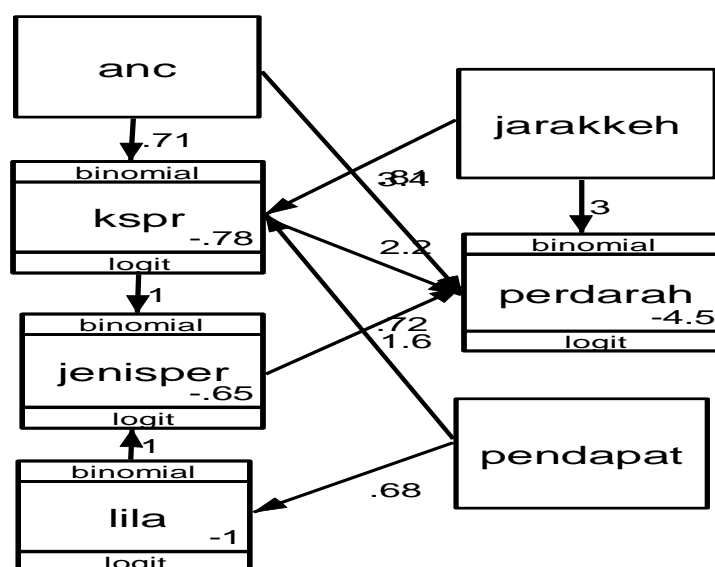 anc
jarakkeh
.71
binomial
kspr
-.78
logit
3
binomial
perdarah
-4.5
logit
2.2
1
binomial
jenisper
-.65
logit
.72
1.6
1
binomial
lila
-1
logit
pendapat
.68